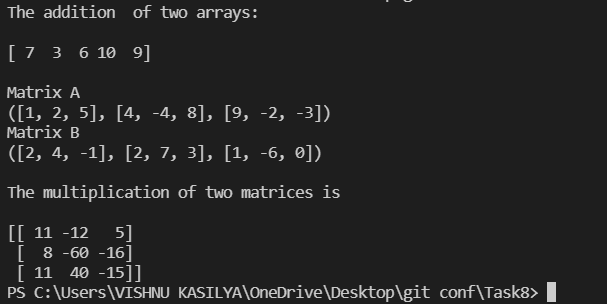 The addition  of two arrays:
[ 7  3  6 10  9]
Matrix A
([1, 2, 5], [4, -4, 8], [9, -2, -3])
Matrix B
([2, 4, -1], [2, 7, 3], [1, -6, 0])
The multiplication of two matrices is
[[ 11 -12   5]
 [  8 -60 -16]
 [ 11  40 -15]]
PS C:\Users\VISHNU KASILYA\OneDrive\Desktop\git conf\Task8>